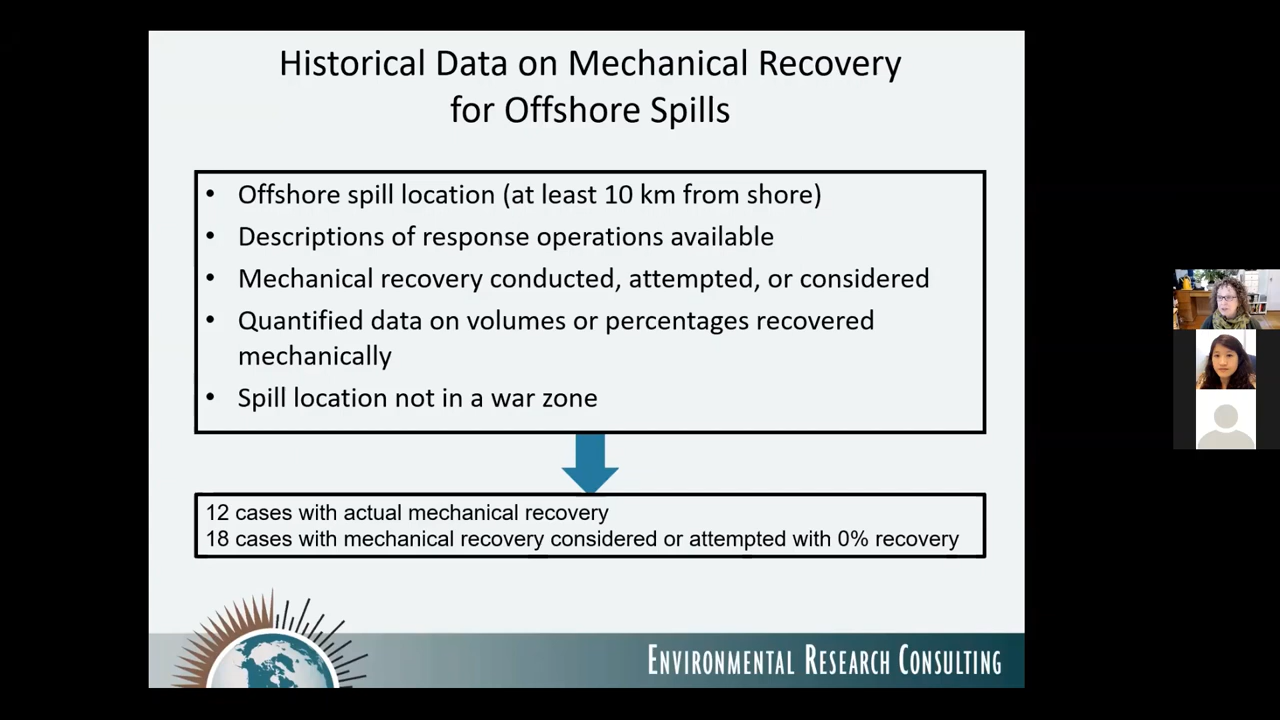 Historical Data on Mechanical Recovery
for Offshore Spills
• Offshore spill location (at least 10 km from shore)
• Descriptions of response operations available
• Mechanical recovery conducted, attempted, or considered
• Quantified data on volumes or percentages recovered
mechanically
• Spill location not in a war zone
12 cases with actual mechanical recovery
18 cases with mechanical recovery considered or attempted with 0% recovery
ENVIRONMENTAL RESEARCH CONSULTING